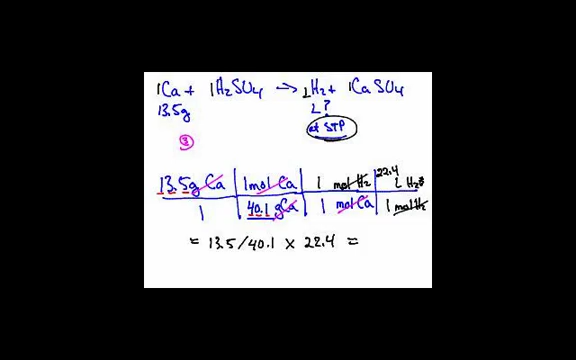 1Ca + 1H2SO4 → 1H2 + 1CaSO4
13.5g L?
at STP
3
13.5g Ca | 1mol Ca | 1 mol H2 | 22.4 L H2
1 | 40.1 gCa | 1 mol Ca | 1 mol H2
= 13.5/40.1 x 22.4 =